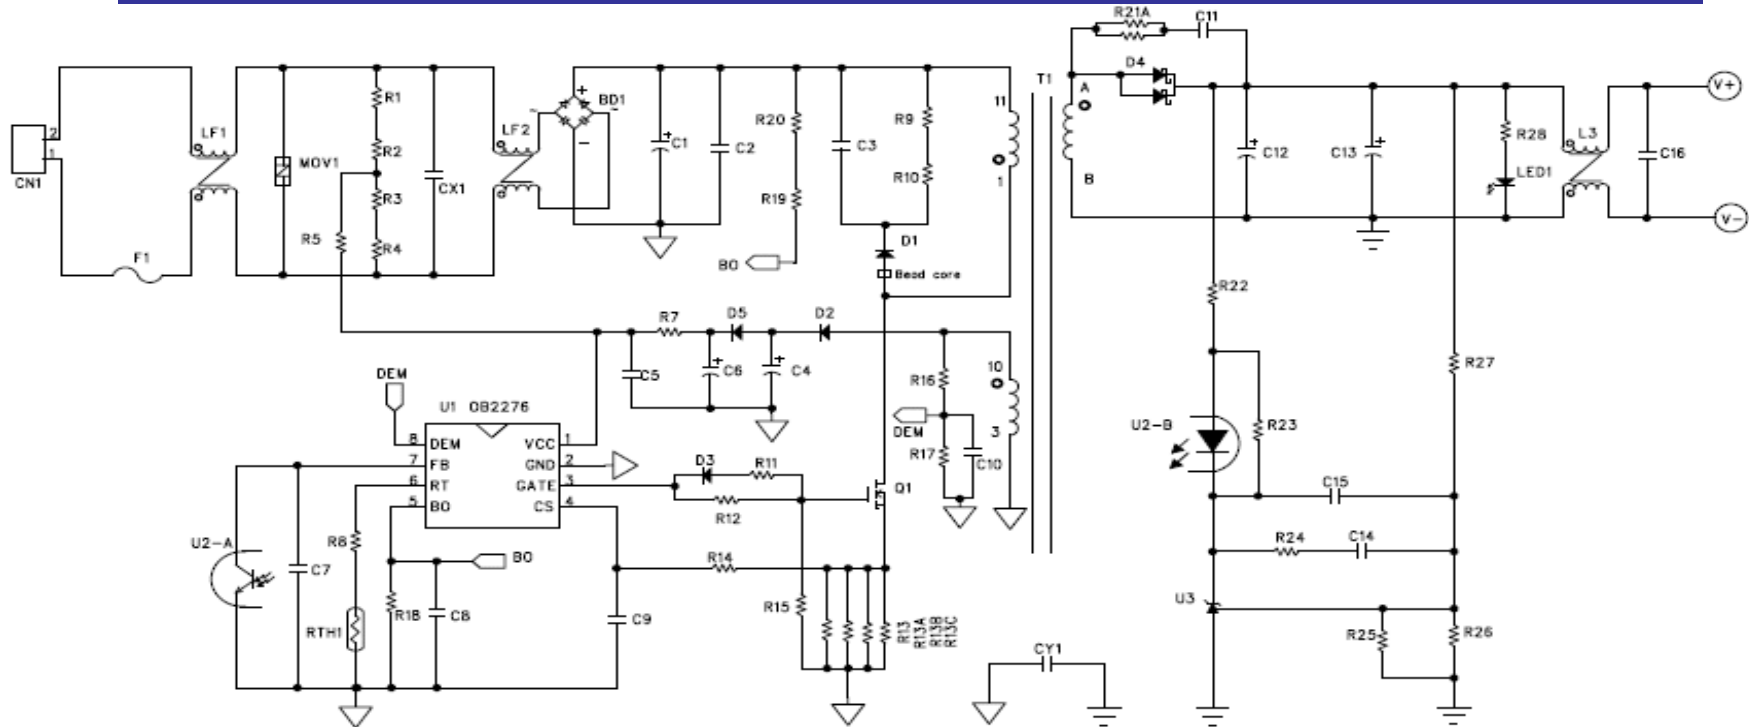 R21A
C11
D4
T1
A
V+
R1
LF1
LF2
+
BD1
~
~
-
11
R9
R20
+
C1
C2
C3
2
1
CN1
MOV1
R2
CX1
R3
R10
R19
1
B
+
C12
C13
+
R28
LED1
L3
C16
V-
R5
R4
F1
BO
D1
Bead core
R22
R7
D5
D2
DEM
C5
+
C6
+
C4
R16
10
R27
U1 OB2276
DEM
3
R17
C10
U2-B
R23
8
DEM
VCC
1
7
FB
GND
2
6
RT
GATE
3
5
BO
CS
4
D3
R11
R12
Q1
C15
U2-A
R8
BO
R14
R24
C14
C7
R18
C8
C9
R15
R13
R13A
R13B
R13C
RTH1
U3
R25
R26
CY1